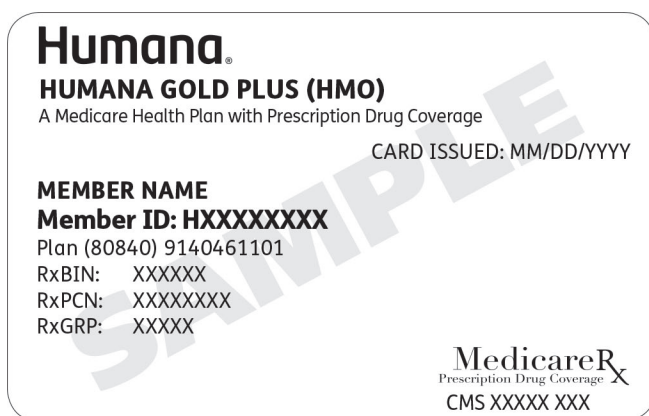 Humana®
HUMANA GOLD PLUS (HMO)
A Medicare Health Plan with Prescription Drug Coverage
CARD ISSUED: MM/DD/YYYY
MEMBER NAME
Member ID: HXXXXXXXX
Plan (80840) 9140461101
RxBIN: XXXXXX
RxPCN: XXXXXXXX
RxGRP: XXXXX
SAMPLE
MedicareRx
Prescription Drug Coverage
CMS XXXXX XXX